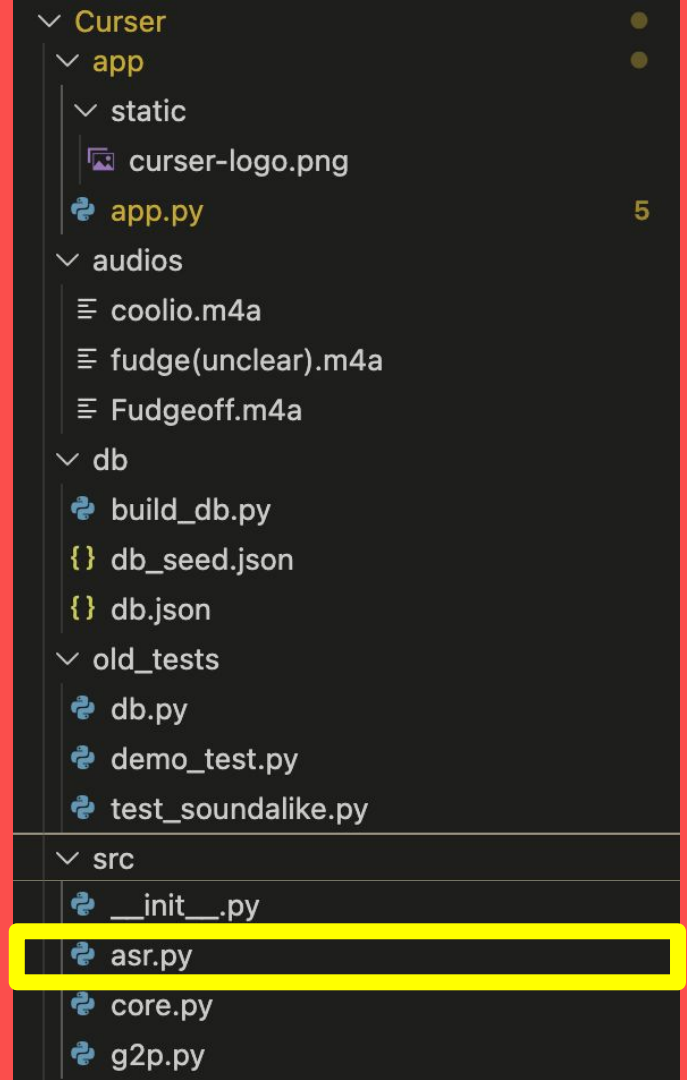 Curser
app
static
curser-logo.png
app.py 5
audios
coolio.m4a
fudge(unclear).m4a
Fudgeoff.m4a
db
build_db.py
{} db_seed.json
{} db.json
old_tests
db.py
demo_test.py
test_soundalike.py
src
__init__.py
asr.py
core.py
g2p.py